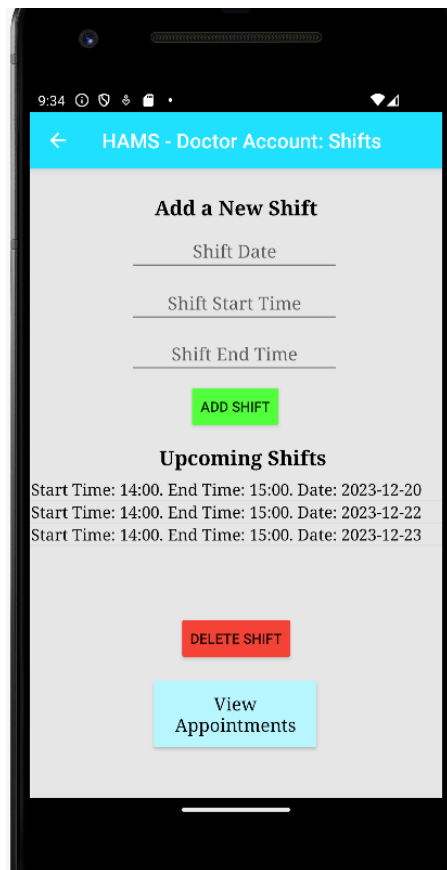 9:34
HAMS - Doctor Account: Shifts
Add a New Shift
Shift Date
Shift Start Time
Shift End Time
ADD SHIFT
Upcoming Shifts
Start Time: 14:00. End Time: 15:00. Date: 2023-12-20
Start Time: 14:00. End Time: 15:00. Date: 2023-12-22
Start Time: 14:00. End Time: 15:00. Date: 2023-12-23
DELETE SHIFT
View
Appointments